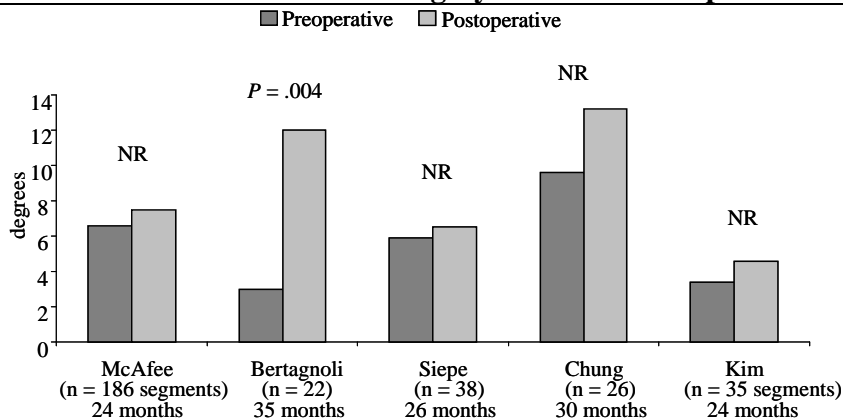 Preoperative Postoperative
NR
P = .004
NR
NR
NR
degrees
14
12
10
8
6
4
2
0
McAfee
(n = 186 segments)
24 months
Bertagnoli
(n = 22)
35 months
Siepe
(n = 38)
26 months
Chung
(n = 26)
30 months
Kim
(n = 35 segments)
24 months